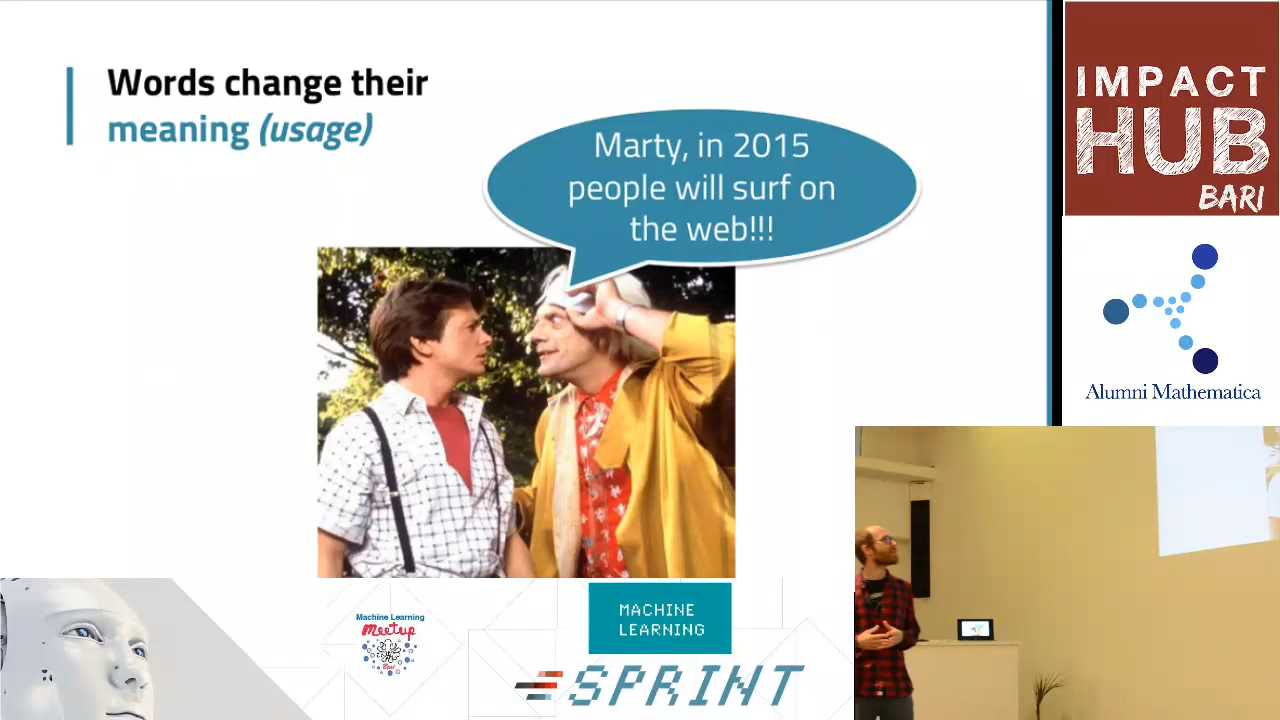 Words change their
meaning (usage)
Marty, in 2015
people will surf on
the web!!!
IMPACT
HUB
BARI
Alumni Mathematica
Machine Learning
Meetup
Bari
MACHINE
LEARNING
SPRINT